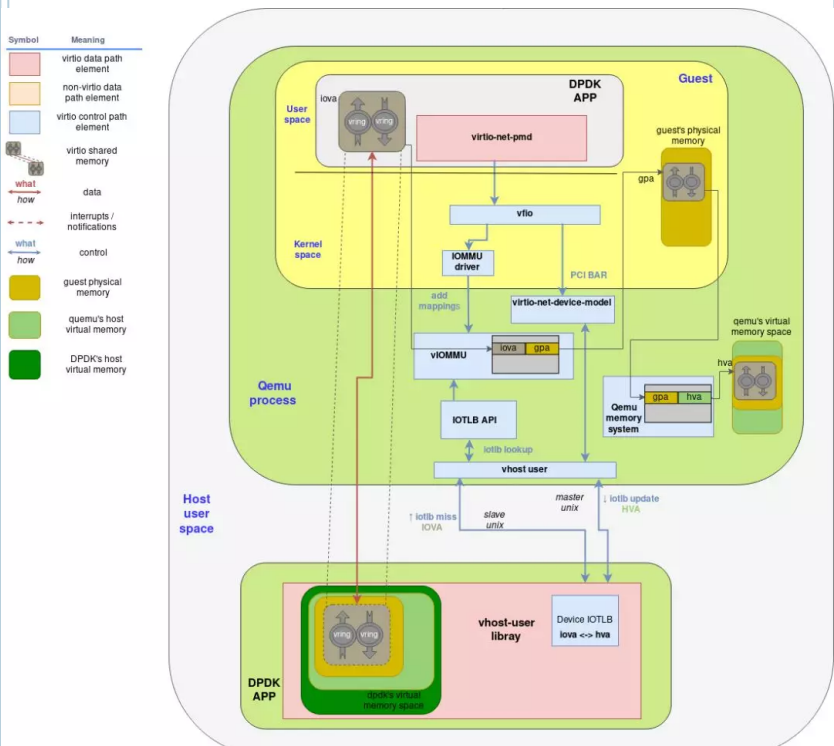 Symbol Meaning
virtio data path
element
non-virtio data
path element
virtio control path
element
virtio shared
memory
what
how
data
interrupts /
notifications
what
how
control
guest physical
memory
qemu's host
virtual memory
DPDK's host
virtual memory
Guest
DPDK
APP
User
space
iova
vring vring
virtio-net-pmd
guest's physical
memory
gpa
vfio
Kernel
space
IOMMU
driver
PCI BAR
add
mappings
virtio-net-device-model
qemu's virtual
memory space
vIOMMU
iova gpa
hva
Qemu
process
gpa hva
Qemu
memory
system
IOTLB API
iotlb lookup
vhost user
Host
user
space
↑ iotlb miss
IOVA
slave
unix
master
unix
↓ iotlb update
HVA
vring vring
vhost-user
libray
Device IOTLB
iova <-> hva
DPDK
APP
dpdk's virtual
memory space